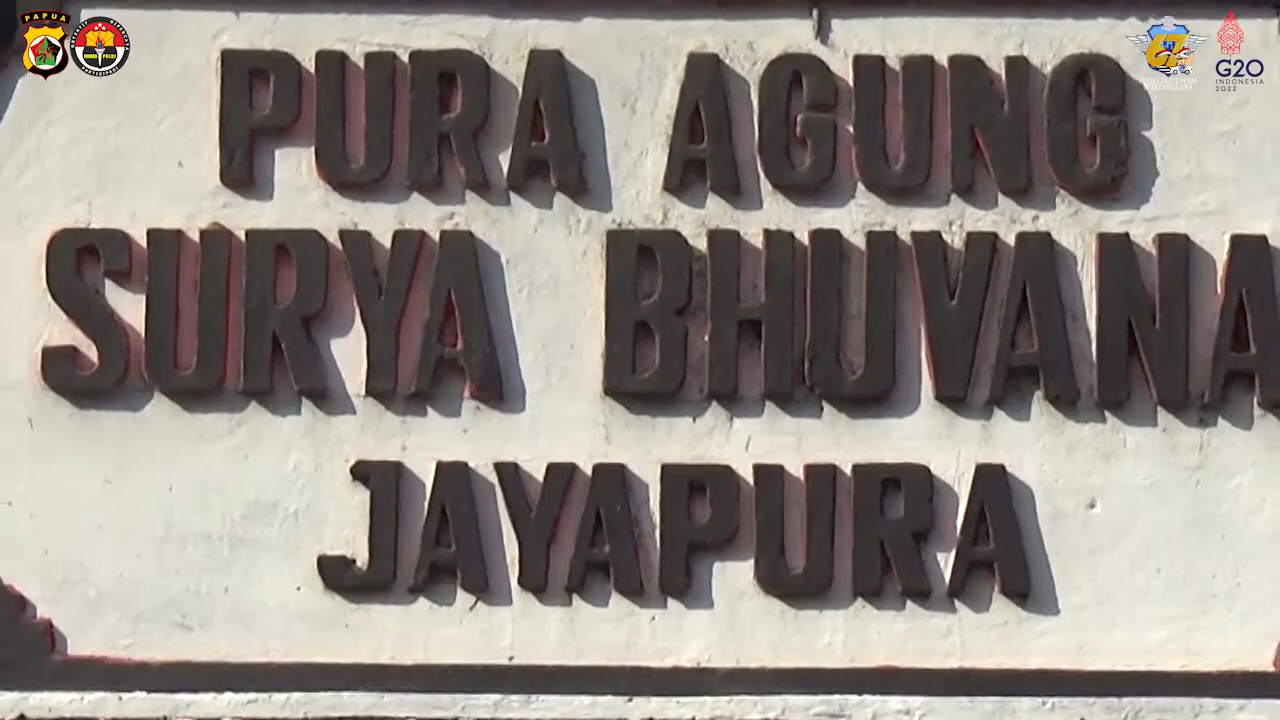 PAPUA
G20
INDONESIA
2022
PURA AGUNG
SURYA BHUVANA
JAYAPURA